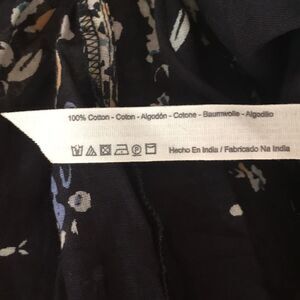 100% Cotton - Coton - Algodón - Cotone - Baumwolle - Algodão
Hecho En India / Fabricado Na India